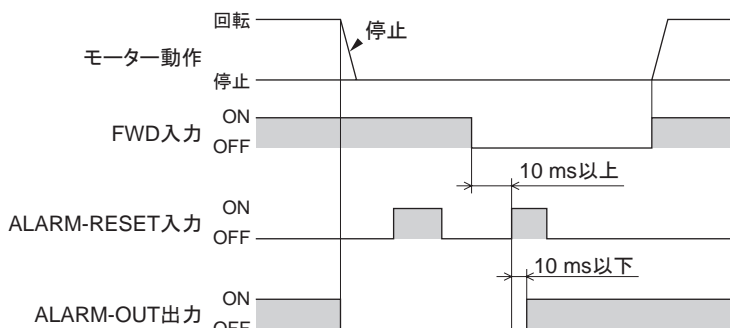 回転
停止
モーター動作
停止
ON
FWD入力
OFF
10 ms以上
ON
ALARM-RESET入力
OFF
10 ms以下
ON
ALARM-OUT出力
OFF